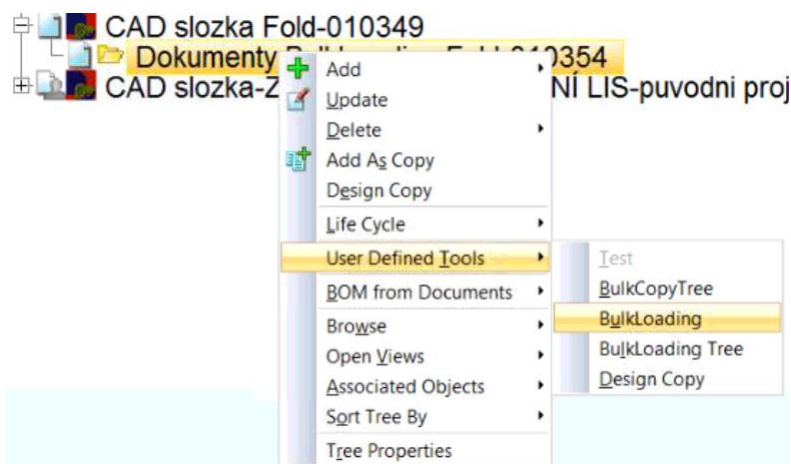 CAD slozka Fold-010349
Dokumenty
CAD slozka-Z NÍ LIS-puvodni proj
Add
Update
Delete
Add As Copy
Design Copy
Life Cycle
User Defined Tools
BOM from Documents
Browse
Open Views
Associated Objects
Sort Tree By
Tree Properties
Test
BulkCopyTree
BulkLoading
BulkLoading Tree
Design Copy